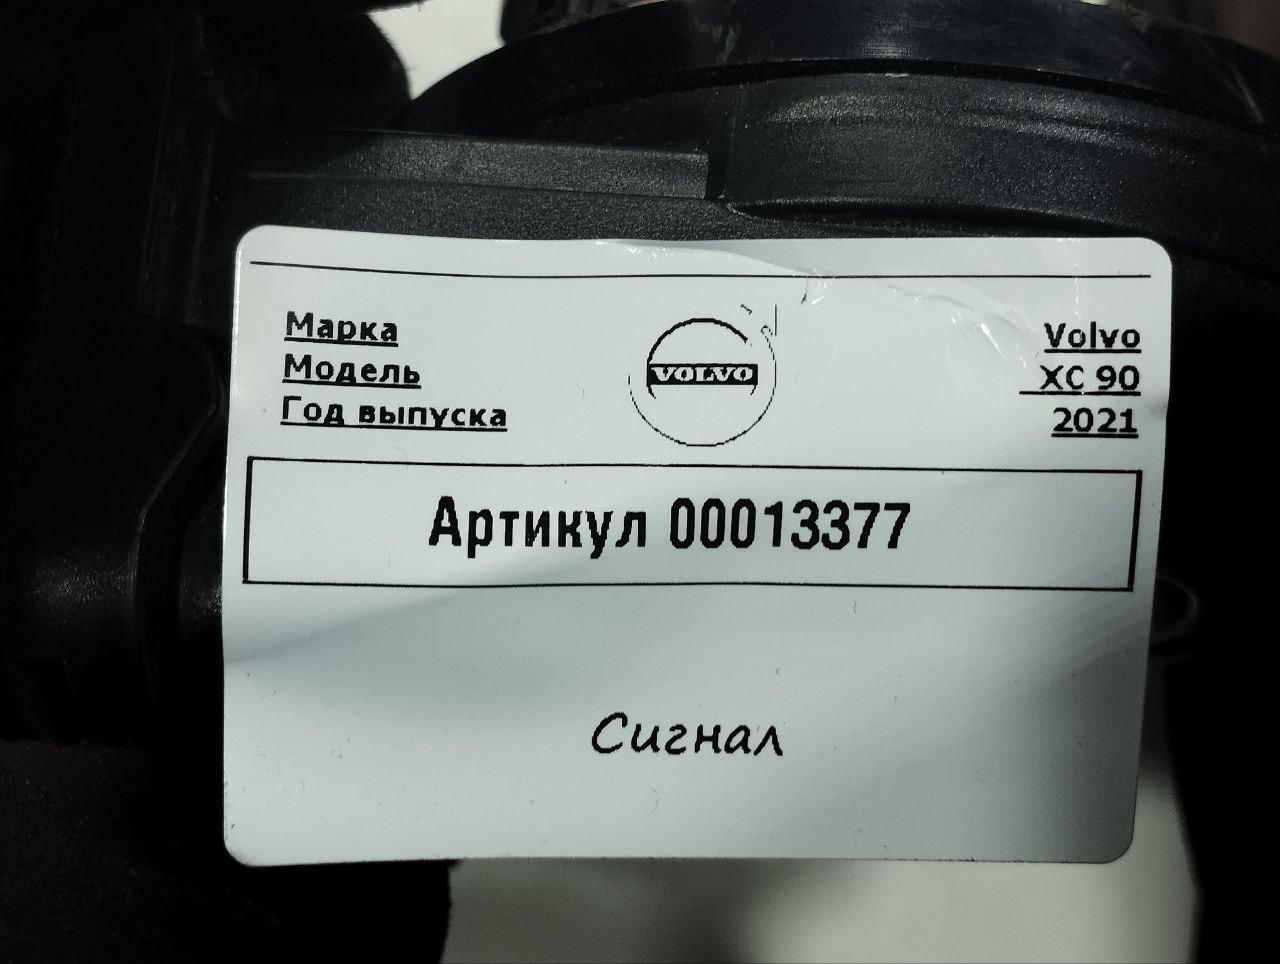 Марка
Volvo
Модель
XC 90
Год выпуска
2021
VOLVO
Артикул 00013377
Сигнал